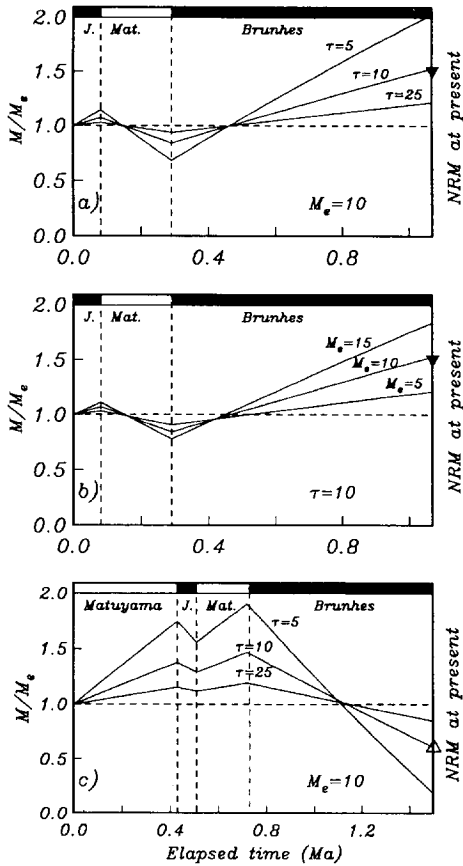 2.0
J. Mat. Brunhes
τ=5
1.5
τ=10
τ=25
M/Mₑ
1.0
0.5
a)
Mₑ=10
0.0
0.0 0.4 0.8
NRM at present
2.0
J. Mat. Brunhes
Mₑ=15
1.5
Mₑ=10
Mₑ=5
M/Mₑ
1.0
0.5
b)
τ=10
0.0
0.0 0.4 0.8
NRM at present
Matuyama J. Mat. Brunhes
2.0
τ=5
1.5
τ=10
τ=25
M/Mₑ
1.0
0.5
c)
Mₑ=10
0.0
0.0 0.4 0.8 1.2
NRM at present
Elapsed time (Ma)